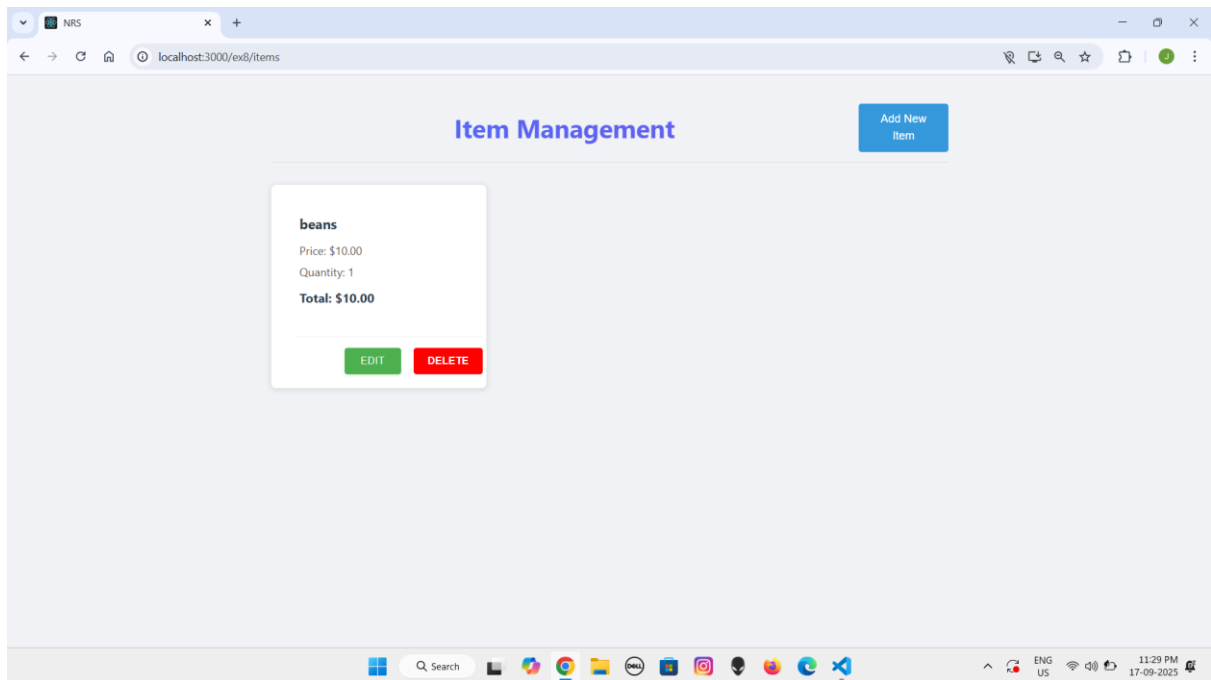 NRS
localhost:3000/ex8/items
J
Item Management
Add New
Item
beans
Price: $10.00
Quantity: 1
Total: $10.00
EDIT
DELETE
Search
DELL
ENG
US
11:29 PM
17-09-2025